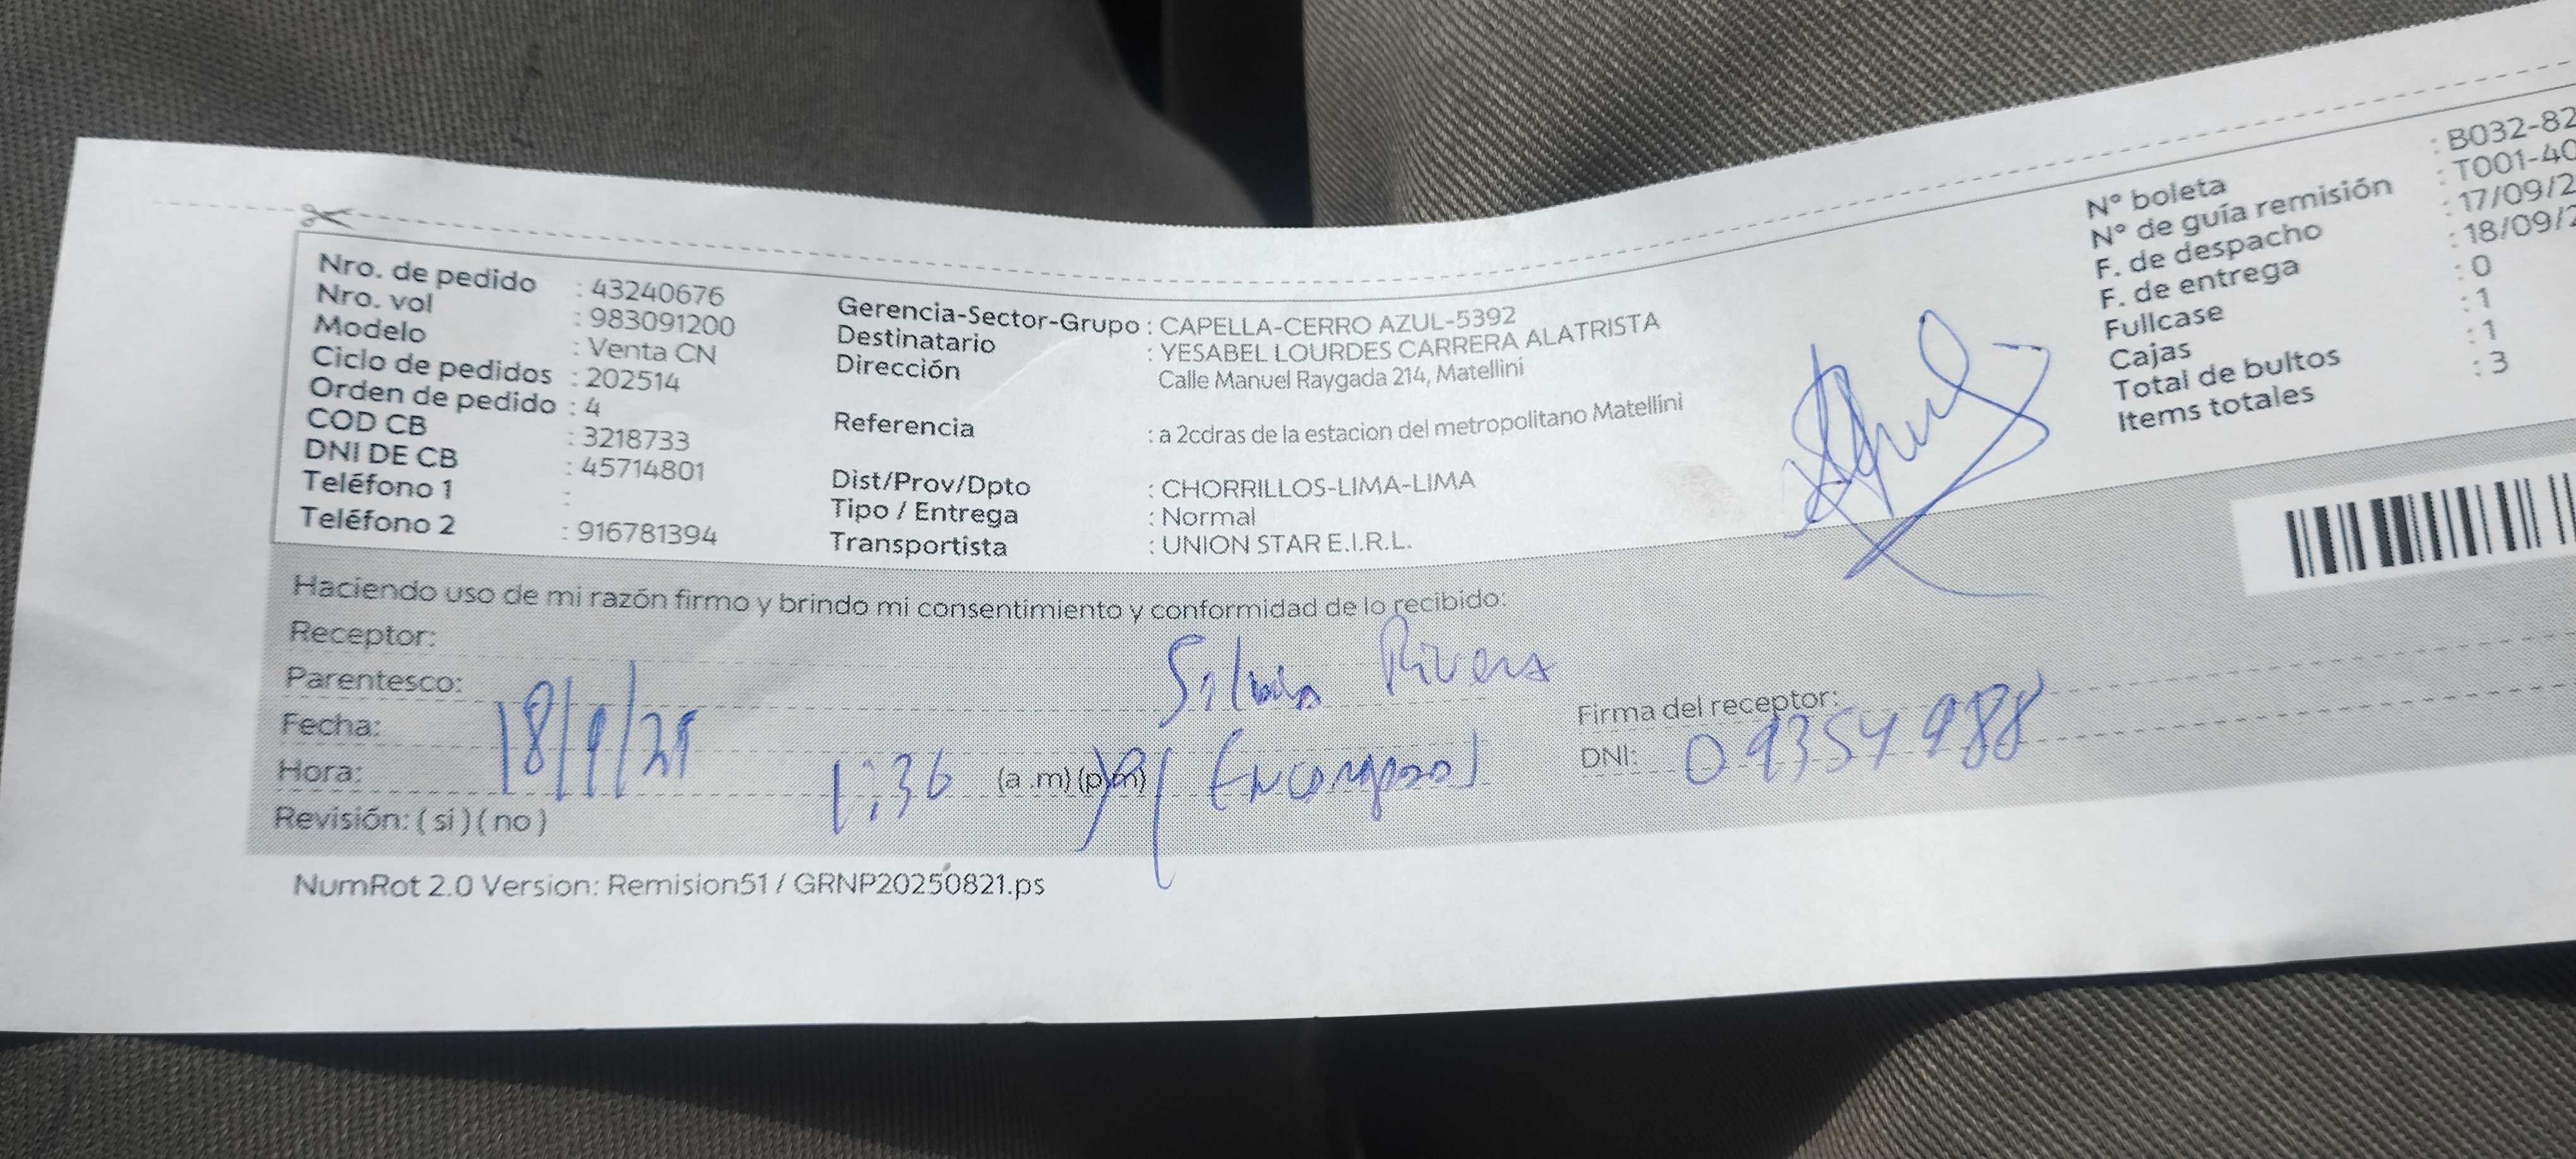 Nro. de pedido : 43240676
Nro. vol : 983091200
Modelo : Venta CN
Ciclo de pedidos : 202514
Orden de pedido : 4
COD CB : 3218733
DNI DE CB : 45714801
Teléfono 1 :
Teléfono 2 : 916781394
Gerencia-Sector-Grupo : CAPELLA-CERRO AZUL-5392
Destinatario : YESABEL LOURDES CARRERA ALATRISTA
Dirección Calle Manuel Raygada 214, Matellini
Referencia : a 2cdras de la estacion del metropolitano Matellini
Dist/Prov/Dpto : CHORRILLOS-LIMA-LIMA
Tipo / Entrega : Normal
Transportista : UNION STAR E.I.R.L.
N° boleta : B032-82
N° de guía remisión : T001-40
F. de despacho : 17/09/2
F. de entrega : 18/09/2
Fullcase : 0
Cajas : 1
Total de bultos : 1
Items totales : 3
Haciendo uso de mi razón firmo y brindo mi consentimiento y conformidad de lo recibido:
Receptor: Silvia Rivera
Parentesco:
Fecha: 18/9/25
Hora: 1:36 (a .m) (p.m)
Revisión: ( si ) ( no )
Firma del receptor:
DNI: 09354988
NumRot 2.0 Version: Remision51 / GRNP20250821.ps